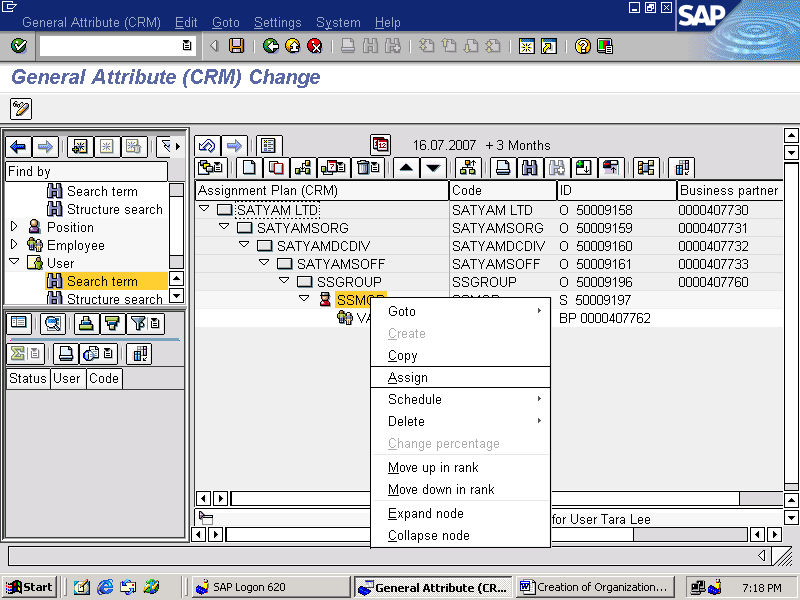 General Attribute (CRM) Edit Goto Settings System Help
SAP
General Attribute (CRM) Change
16.07.2007 + 3 Months
Find by
Search term
Structure search
Position
Employee
User
Search term
Structure search
Status User Code
Assignment Plan (CRM) Code ID Business partner
SATYAM LTD SATYAM LTD O 50009158 0000407730
SATYAMSORG SATYAMSORG O 50009159 0000407731
SATYAMDCDIV SATYAMDCDIV O 50009160 0000407732
SATYAMSOFF SATYAMSOFF O 50009161 0000407733
SSGROUP SSGROUP O 50009196 0000407760
S 50009197
VA BP 0000407762
Goto
Create
Copy
Assign
Schedule
Delete
Change percentage
Move up in rank
Move down in rank
Expand node
Collapse node
for User Tara Lee
Start SAP Logon 620 General Attribute (CR... Creation of Organization... 7:18 PM